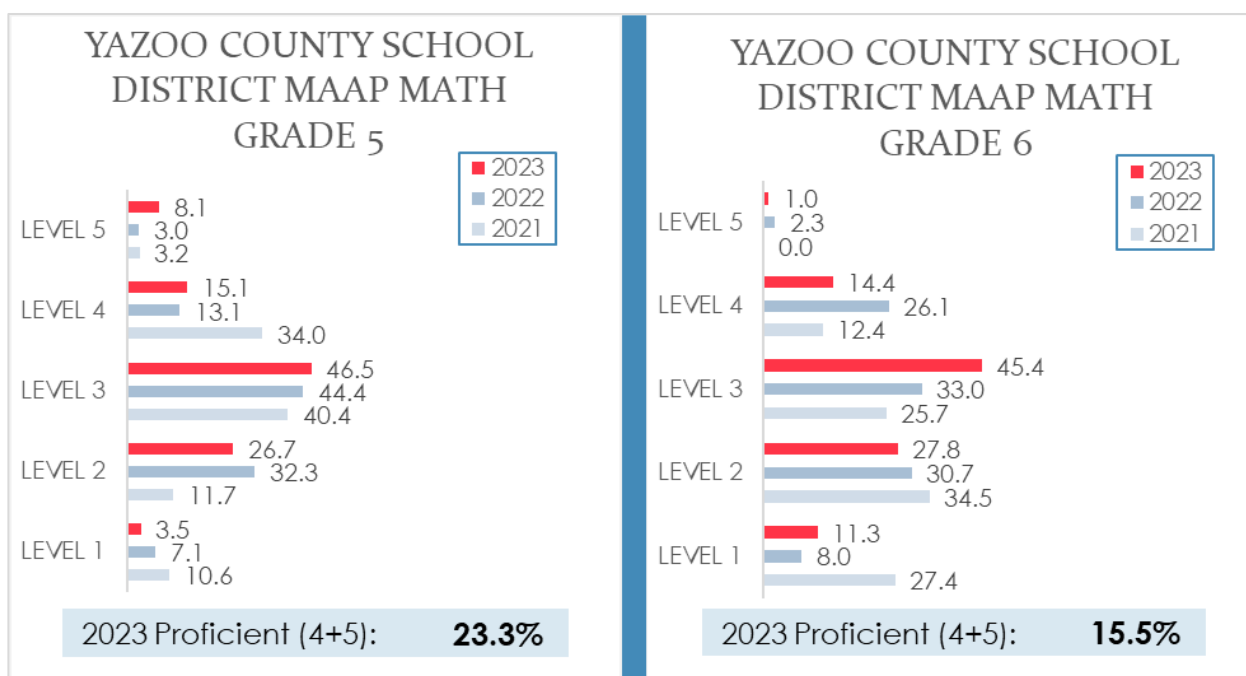 YAZOO COUNTY SCHOOL
DISTRICT MAAP MATH
GRADE 5
2023
2022
2021
LEVEL 5
8.1
3.0
3.2
LEVEL 4
15.1
13.1
34.0
LEVEL 3
46.5
44.4
40.4
LEVEL 2
26.7
32.3
11.7
LEVEL 1
3.5
7.1
10.6
2023 Proficient (4+5): 23.3%
YAZOO COUNTY SCHOOL
DISTRICT MAAP MATH
GRADE 6
2023
2022
2021
LEVEL 5
1.0
2.3
0.0
LEVEL 4
14.4
26.1
12.4
LEVEL 3
45.4
33.0
25.7
LEVEL 2
27.8
30.7
34.5
LEVEL 1
11.3
8.0
27.4
2023 Proficient (4+5): 15.5%